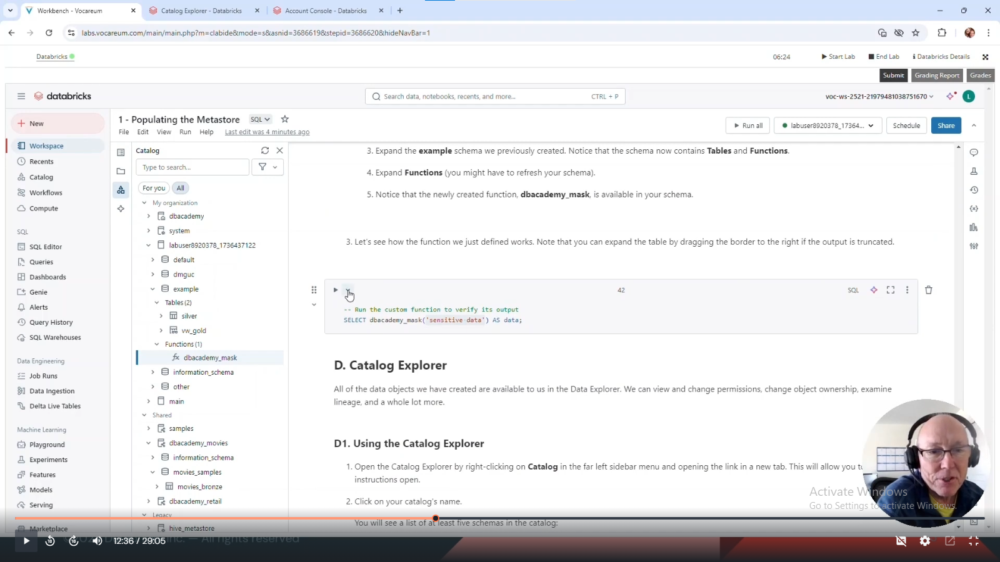 Workbench - Vocareum
Catalog Explorer - Databricks
Account Console - Databricks
labs.vocareum.com/main/main.php?m=clabide&mode=s&asnid=3686619&stepid=3686620&hideNavBar=1
Databricks
06:24
Start Lab
End Lab
Databricks Details
Submit
Grading Report
Grades
databricks
Search data, notebooks, recents, and more...
CTRL + P
voc-ws-2521-21979481038751670
L
New
Workspace
Recents
Catalog
Workflows
Compute
SQL
SQL Editor
Queries
Dashboards
Genie
Alerts
Query History
SQL Warehouses
Data Engineering
Job Runs
Data Ingestion
Delta Live Tables
Machine Learning
Playground
Experiments
Features
Models
Serving
Marketplace
1 - Populating the Metastore
SQL
File Edit View Run Help Last edit was 4 minutes ago
Run all
labuser8920378_17364...
Schedule
Share
Catalog
Type to search...
For you
All
My organization
dbacademy
system
labuser8920378_1736437122
default
dmguc
example
Tables (2)
silver
vw_gold
Functions (1)
dbacademy_mask
information_schema
other
main
Shared
samples
dbacademy_movies
information_schema
movies_samples
movies_bronze
dbacademy_retail
Legacy
hive_metastore
3. Expand the example schema we previously created. Notice that the schema now contains Tables and Functions.
4. Expand Functions (you might have to refresh your schema).
5. Notice that the newly created function, dbacademy_mask, is available in your schema.
3. Let's see how the function we just defined works. Note that you can expand the table by dragging the border to the right if the output is truncated.
42
SQL
-- Run the custom function to verify its output
SELECT dbacademy_mask('sensitive data') AS data;
D. Catalog Explorer
All of the data objects we have created are available to us in the Data Explorer. We can view and change permissions, change object ownership, examine
lineage, and a whole lot more.
D1. Using the Catalog Explorer
1. Open the Catalog Explorer by right-clicking on Catalog in the far left sidebar menu and opening the link in a new tab. This will allow you
instructions open.
2. Click on your catalog's name.
You will see a list of at least five schemas in the catalog:
Activate Windows
Go to Settings to activate Windows.
10
10
12:36 / 29:05
Inc. — All rights reserved